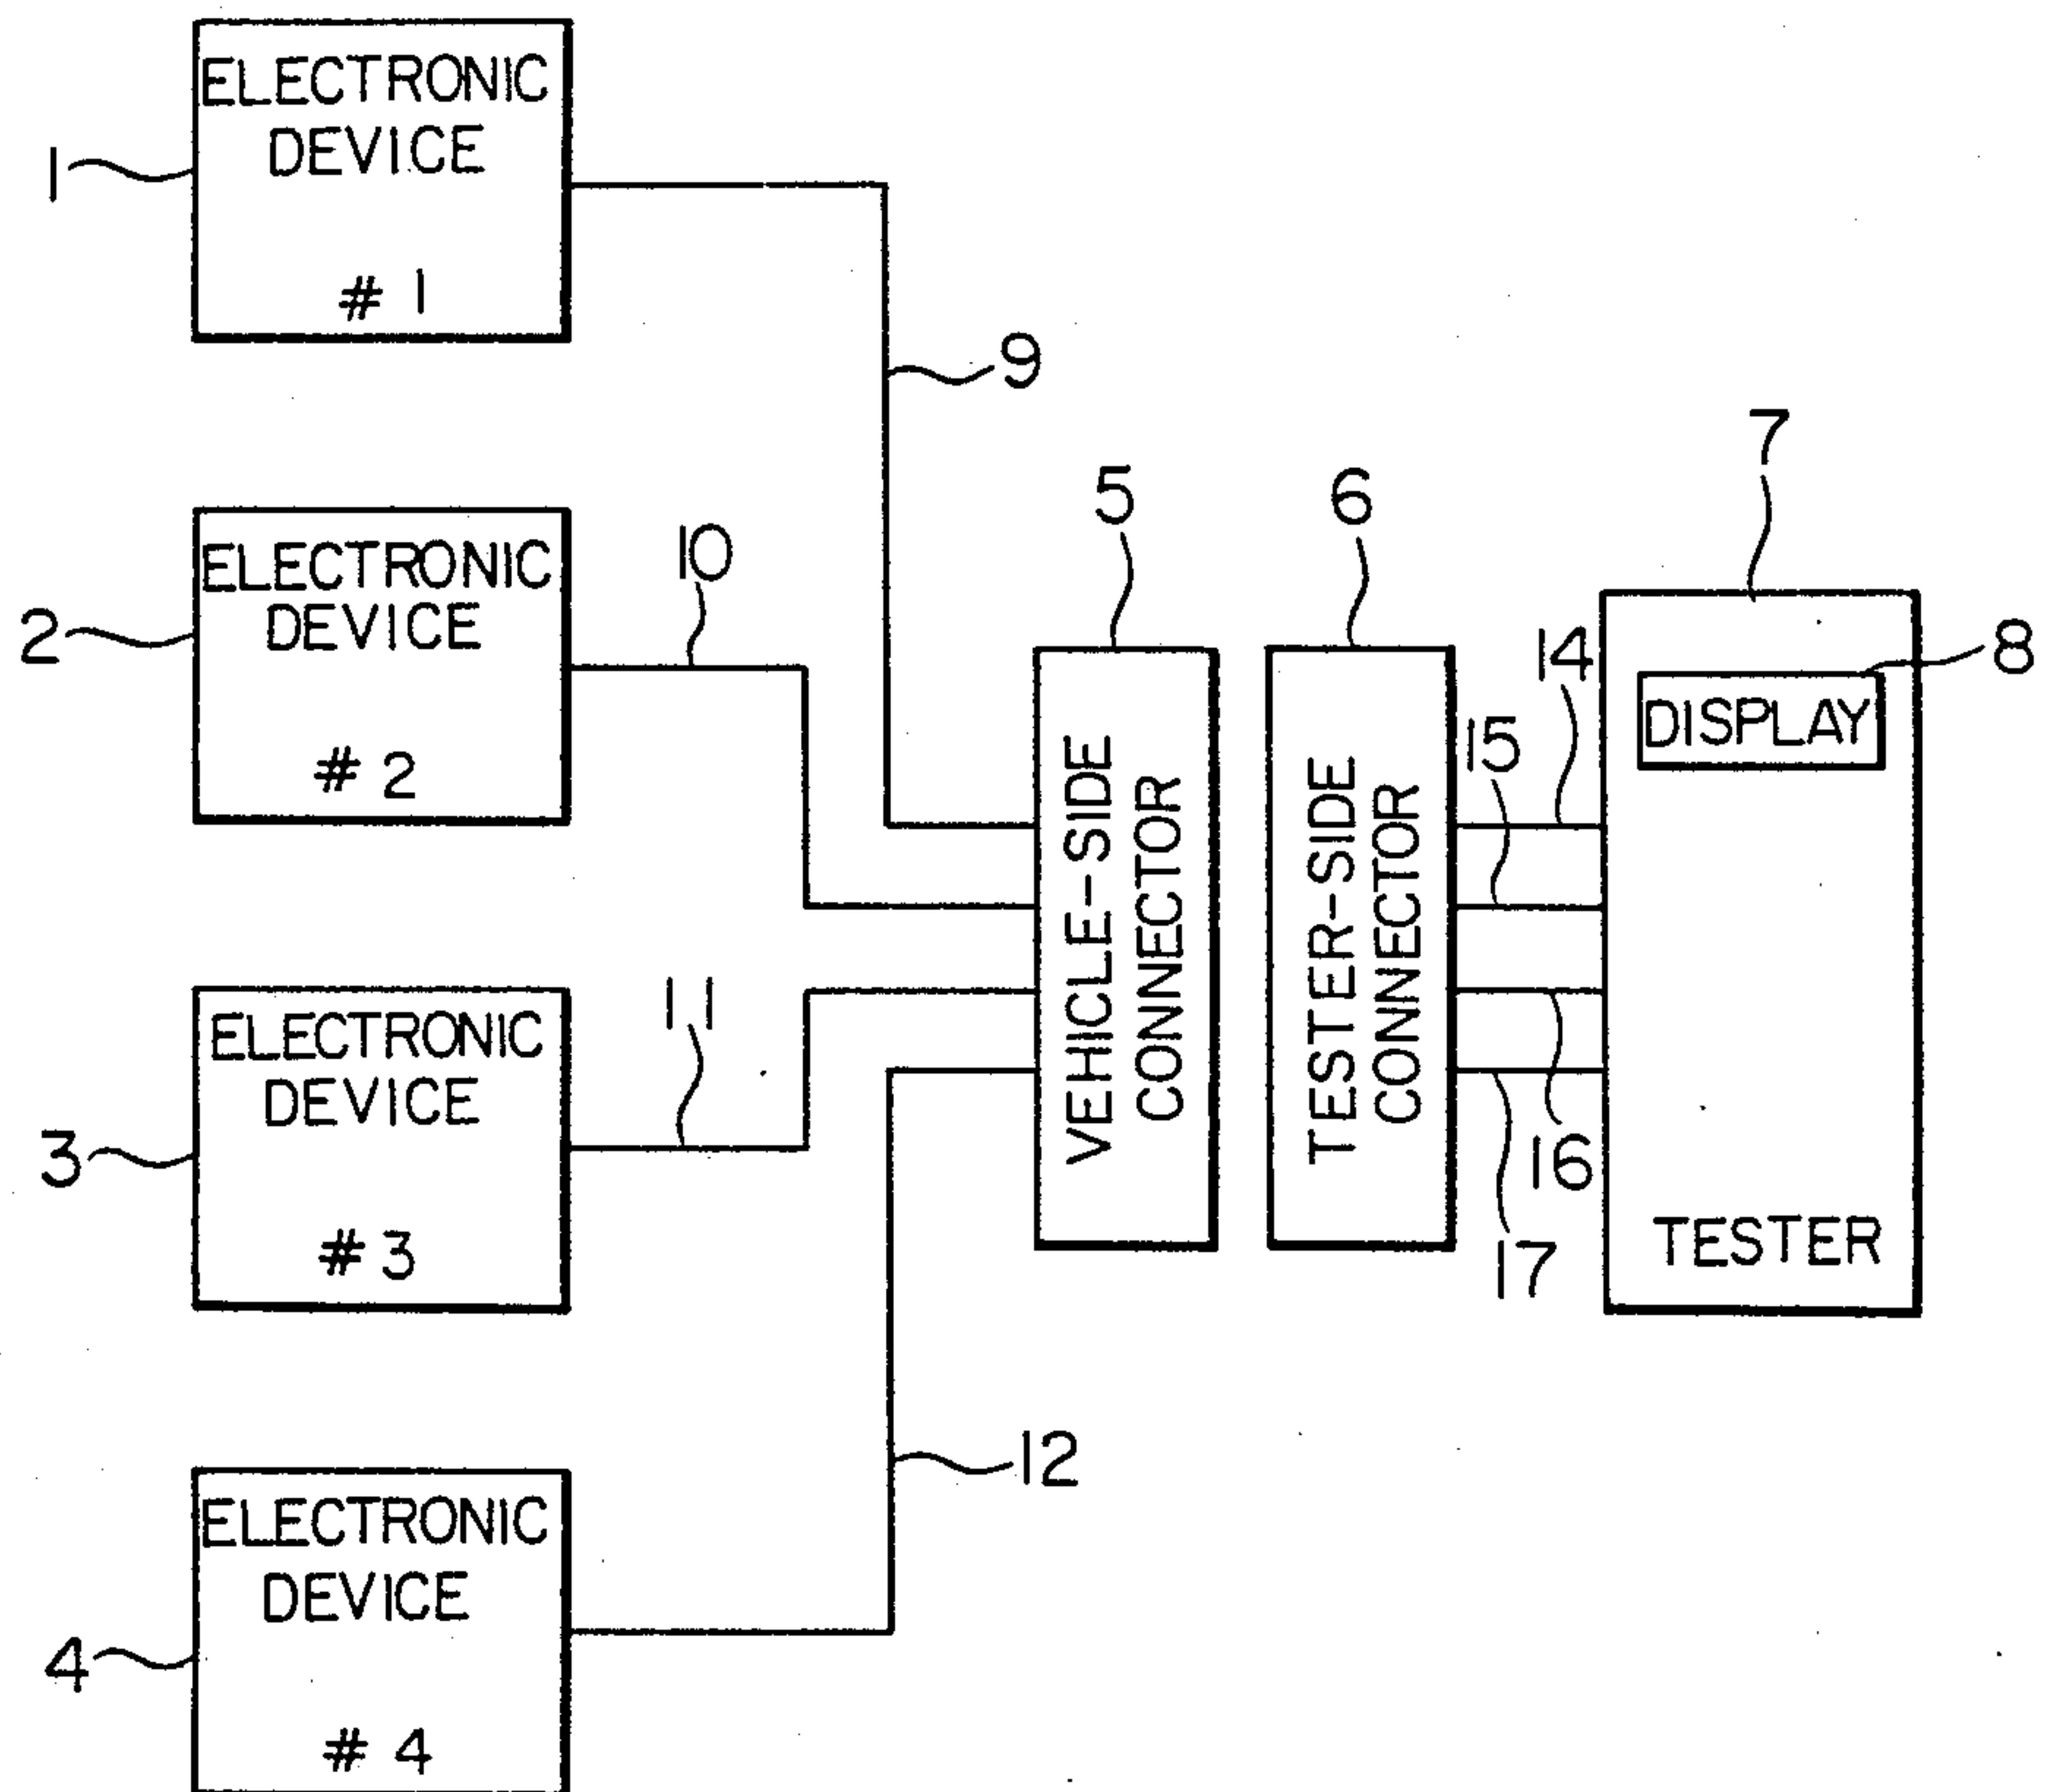 ELECTRONIC
DEVICE
# 1
1
9
ELECTRONIC
DEVICE
# 2
2
10
5
6
7
8
DISPLAY
14
15
VEHICLE-SIDE
CONNECTOR
TESTER-SIDE
CONNECTOR
16
17
TESTER
ELECTRONIC
DEVICE
# 3
3
11
12
ELECTRONIC
DEVICE
# 4
4